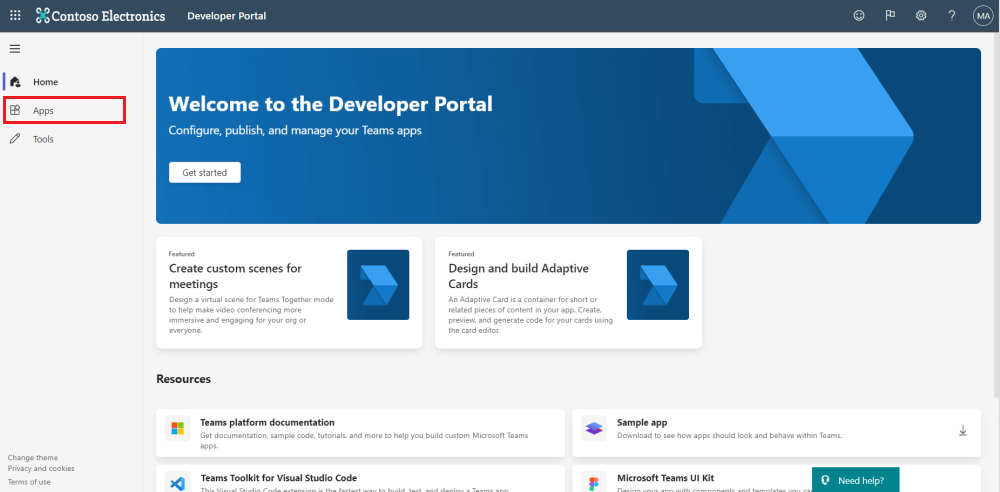 Contoso Electronics
Developer Portal
?
MA
Home
Apps
Tools
Welcome to the Developer Portal
Configure, publish, and manage your Teams apps
Get started
Featured
Create custom scenes for
meetings
Design a virtual scene for Teams Together mode
to help make video conferencing more
immersive and engaging for your org or
everyone.
Featured
Design and build Adaptive
Cards
An Adaptive Card is a container for short or
related pieces of content in your app. Create,
preview, and generate code for your cards using
the card editor.
Resources
Teams platform documentation
Get documentation, sample code, tutorials, and more to help you build custom Microsoft Teams
apps.
Sample app
Download to see how apps should look and behave within Teams.
Teams Toolkit for Visual Studio Code
This Visual Studio Code extension is the fastest way to build, test, and deploy a Teams app.
Microsoft Teams UI Kit
Design your app with components and templates you
Change theme
Privacy and cookies
Terms of use
Need help?